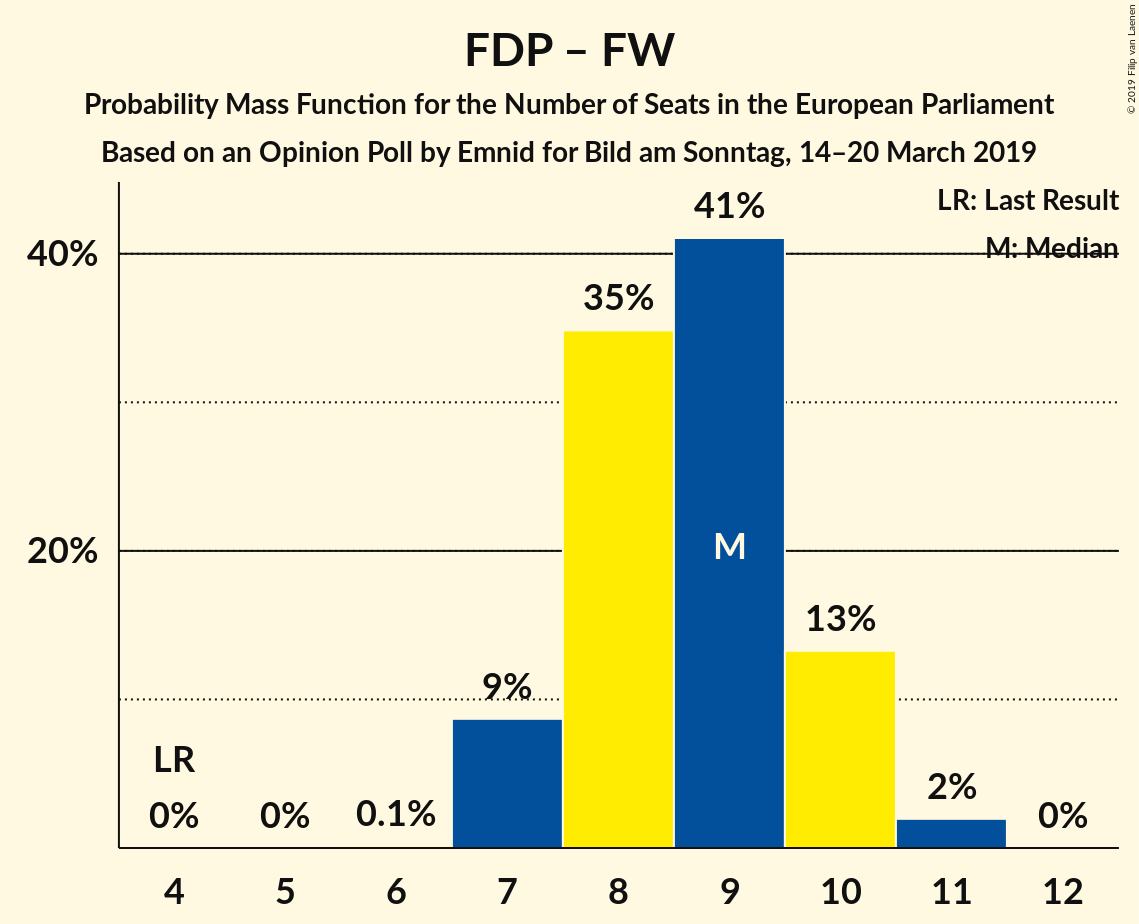 FDP – FW
Probability Mass Function for the Number of Seats in the European Parliament
Based on an Opinion Poll by Emnid for Bild am Sonntag, 14–20 March 2019
© 2019 Filip van Laenen
LR: Last Result
M: Median
40%
20%
LR
0%
0%
0.1%
9%
35%
41%
M
13%
2%
0%
4 5 6 7 8 9 10 11 12